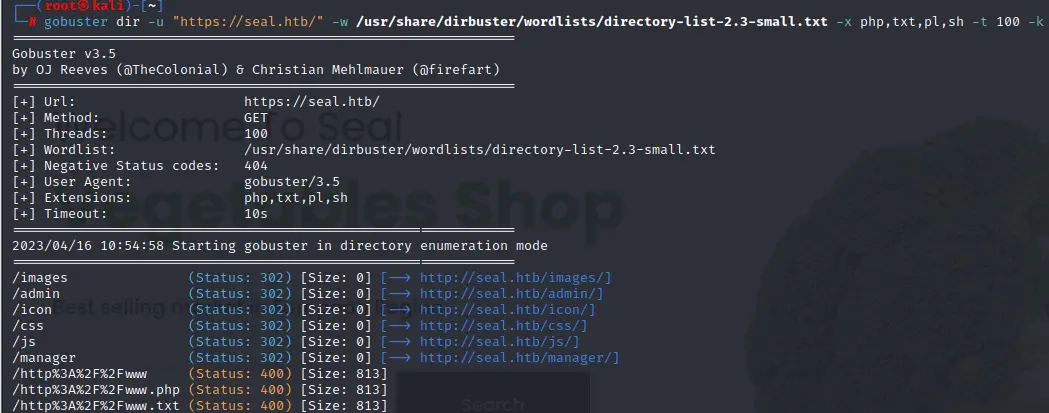 ┌──(root㉿kali)-[~]
└─# gobuster dir -u "https://seal.htb/" -w /usr/share/dirbuster/wordlists/directory-list-2.3-small.txt -x php,txt,pl,sh -t 100 -k
===============================================================
Gobuster v3.5
by OJ Reeves (@TheColonial) & Christian Mehlmauer (@firefart)
===============================================================
[+] Url: https://seal.htb/
[+] Method: GET
[+] Threads: 100
[+] Wordlist: /usr/share/dirbuster/wordlists/directory-list-2.3-small.txt
[+] Negative Status codes: 404
[+] User Agent: gobuster/3.5
[+] Extensions: php,txt,pl,sh
[+] Timeout: 10s
===============================================================
2023/04/16 10:54:58 Starting gobuster in directory enumeration mode
===============================================================
/images (Status: 302) [Size: 0] [--> http://seal.htb/images/]
/admin (Status: 302) [Size: 0] [--> http://seal.htb/admin/]
/icon (Status: 302) [Size: 0] [--> http://seal.htb/icon/]
/css (Status: 302) [Size: 0] [--> http://seal.htb/css/]
/js (Status: 302) [Size: 0] [--> http://seal.htb/js/]
/manager (Status: 302) [Size: 0] [--> http://seal.htb/manager/]
/http%3A%2F%2Fwww (Status: 400) [Size: 813]
/http%3A%2F%2Fwww.php (Status: 400) [Size: 813]
/http%3A%2F%2Fwww.txt (Status: 400) [Size: 813]
Welcome To Seal
Vegetables Shop
Best selling
Search